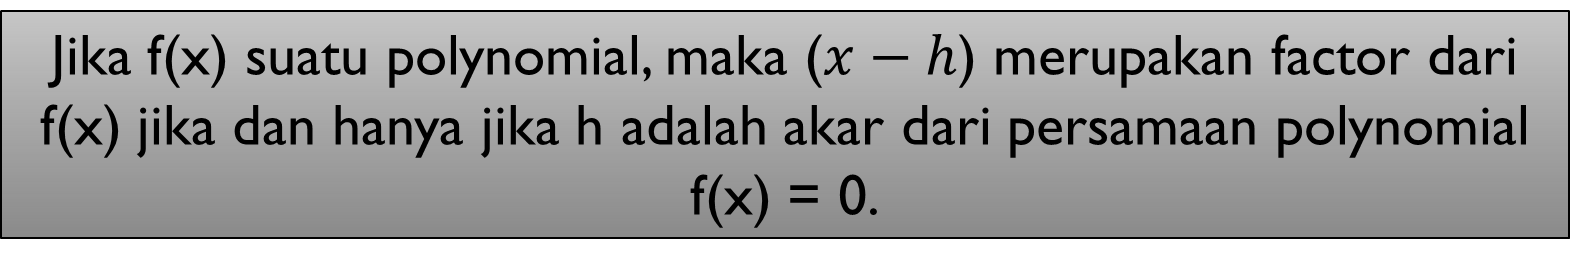 Jika f(x) suatu polynomial, maka (𝑥 − ℎ) merupakan factor dari
f(x) jika dan hanya jika h adalah akar dari persamaan polynomial
f(x) = 0.